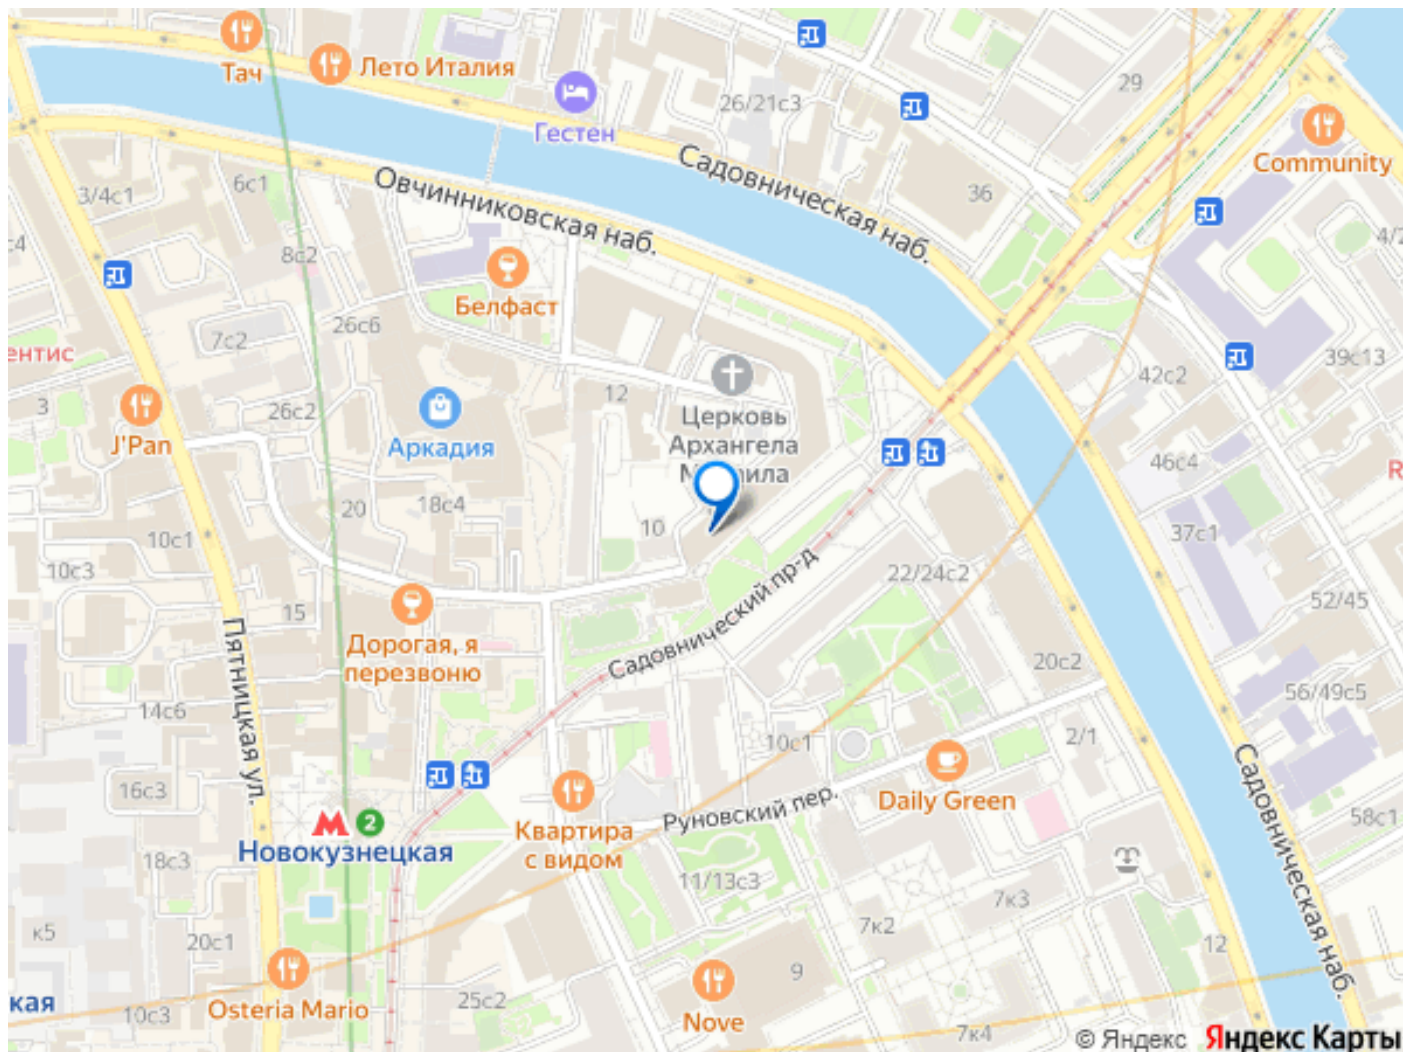 Тач
Лето Италия
Гестен
26/21с3
29
Community
Садовническая наб.
36
3/4с1
6с1
Овчинниковская наб.
с4
8с2
Белфаст
4/2
26с6
7с2
ентис
39с13
42с2
3
J'Pan
26с2
Аркадия
12
Церковь
Архангела
46с4
R
20
18с4
10
37с1
10с1
10с3
Садовнический пр-д
22/24с2
52/45
15
Дорогая, я
перезвоню
Пятницкая ул.
20с2
56/49с5
14с6
10с1
2/1
16с3
Daily Green
Садовническая наб.
М 2
Новокузнецкая
Квартира
с видом
Руновский пер.
58с1
18с3
11/13с3
7к3
к5
20с1
7к2
12
кая
Osteria Mario
10с3
25с2
9
Nove
7к4
© Яндекс Яндекс Карты